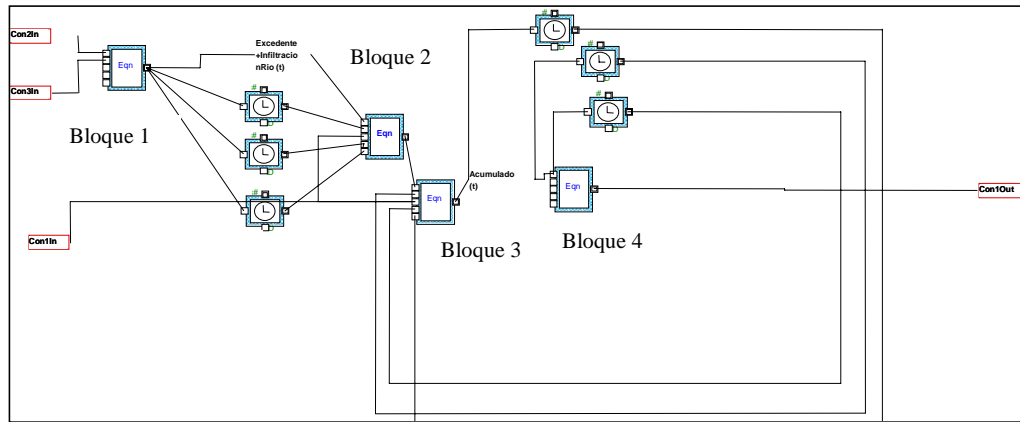 Con2In
Con3In
Con1In
Eqn
Bloque 1
Excedente
+Infiltracio
nRio (t)
Bloque 2
#
D
#
D
#
D
Eqn
Eqn
Bloque 3
Acumulado
(t)
#
D
#
D
#
D
Eqn
Bloque 4
Con1Out